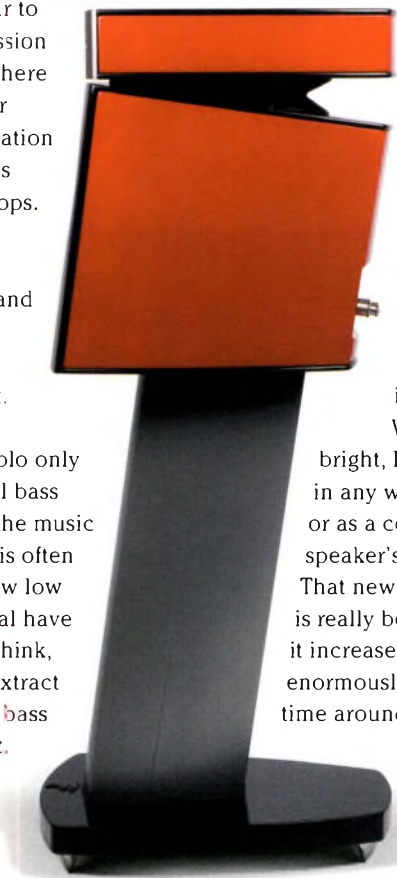 r to
ssion
here
r
ation
s
ops.
and
t.
olo only
l bass
the music
is often
w low
al have
hink,
xtract
bass
t.
i
W
bright, I
in any w
or as a co
speaker's
That new
is really be
it increase
enormousl
time aroun